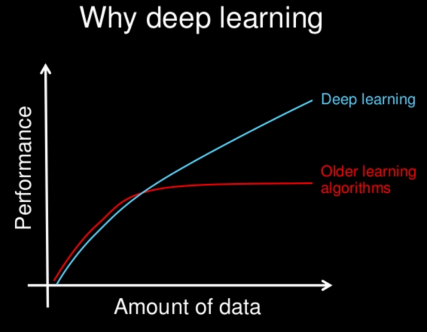 Why deep learning
Performance
Deep learning
Older learning
algorithms
Amount of data